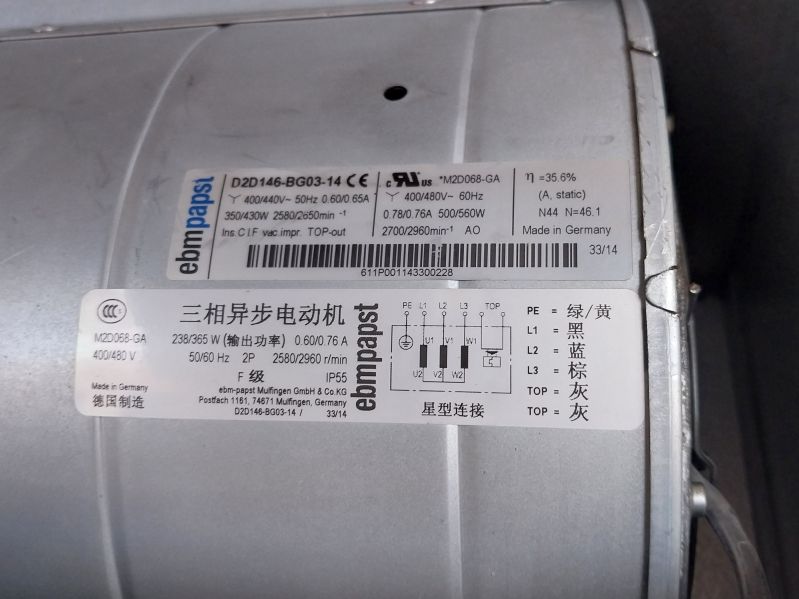 ebmpapst
D2D146-BG03-14 CE
Y 400/440V~ 50Hz 0.60/0.65A
350/430W 2580/2650min-1
Ins.Cl.F vac.impr. TOP-out
c RU US *M2D068-GA
Y 400/480V~ 60Hz
0.78/0.76A 500/560W
2700/2960min-1 AO
η =35.6%
(A, static)
N44 N=46.1
Made in Germany
33/14
611P001143300228
CCC
M2D068-GA
400/480 V
Made in Germany
德国制造
三相异步电动机
238/365 W (输出功率) 0.60/0.76 A
50/60 Hz 2P 2580/2960 r/min
F 级 IP55
ebm-papst Mulfingen GmbH & Co.KG
Postfach 1161, 74671 Mulfingen, Germany
D2D146-BG03-14 / 33/14
ebmpapst
PE L1 L2 L3 TOP
U1 V1 W1
U2 V2 W2
星型连接
PE = 绿/黄
L1 = 黑
L2 = 蓝
L3 = 棕
TOP = 灰
TOP = 灰